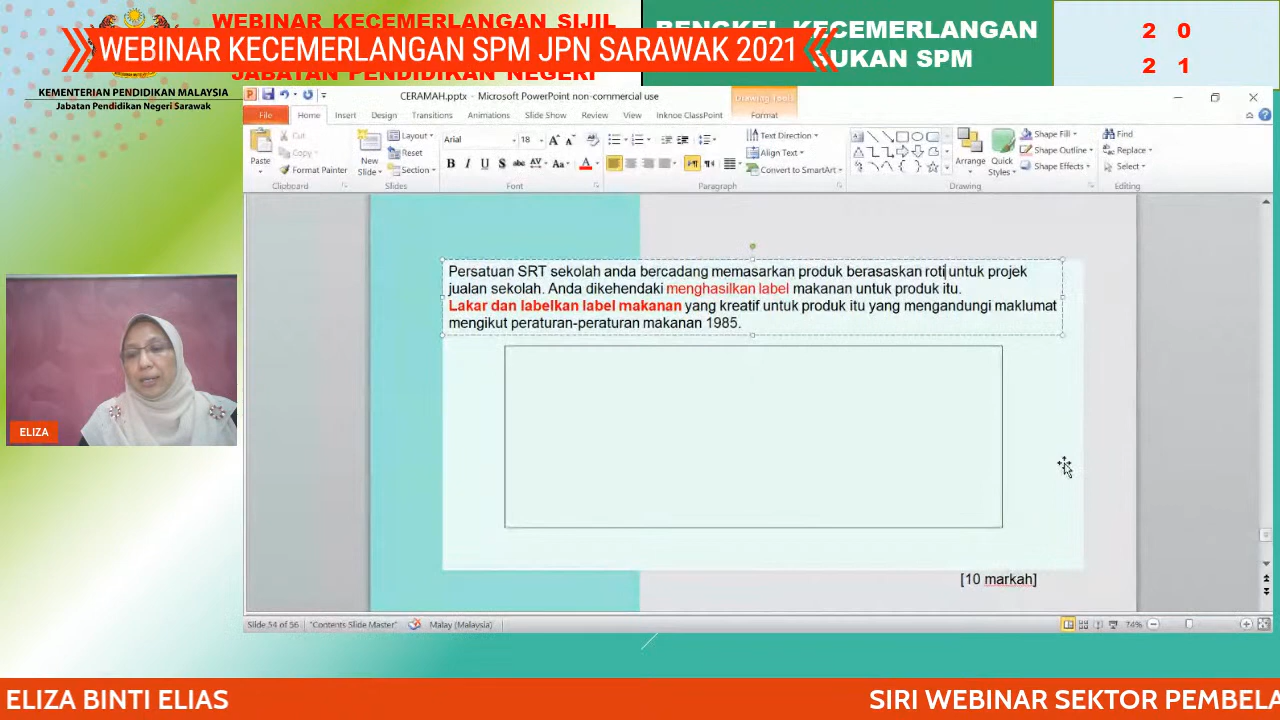 WEBINAR KECEMERLANGAN SIJIL
WEBINAR KECEMERLANGAN SPM JPN SARAWAK 2021
JABATAN PENDIDIKAN NEGERI
KECEMERLANGAN
SUKAN SPM
2 0
2 1
KEMENTERIAN PENDIDIKAN MALAYSIA
Jabatan Pendidikan Negeri Sarawak
CERAMAH.pptx - Microsoft PowerPoint non-commercial use
Drawing Tools
File Home Insert Design Transitions Animations Slide Show Review View Inknoe ClassPoint Format
Paste
Cut
Copy
Format Painter
Clipboard
New
Slide
Layout
Reset
Section
Slides
Arial 18
Font
Text Direction
Align Text
Convert to SmartArt
Paragraph
Arrange
Quick
Styles
Shape Fill
Shape Outline
Shape Effects
Drawing
Find
Replace
Select
Editing
Persatuan SRT sekolah anda bercadang memasarkan produk berasaskan roti untuk projek
jualan sekolah. Anda dikehendaki menghasilkan label makanan untuk produk itu.
Lakar dan labelkan label makanan yang kreatif untuk produk itu yang mengandungi maklumat
mengikut peraturan-peraturan makanan 1985.
[10 markah]
ELIZA
Slide 54 of 56 "Contents Slide Master" Malay (Malaysia) 74%
ELIZA BINTI ELIAS
SIRI WEBINAR SEKTOR PEMBELA